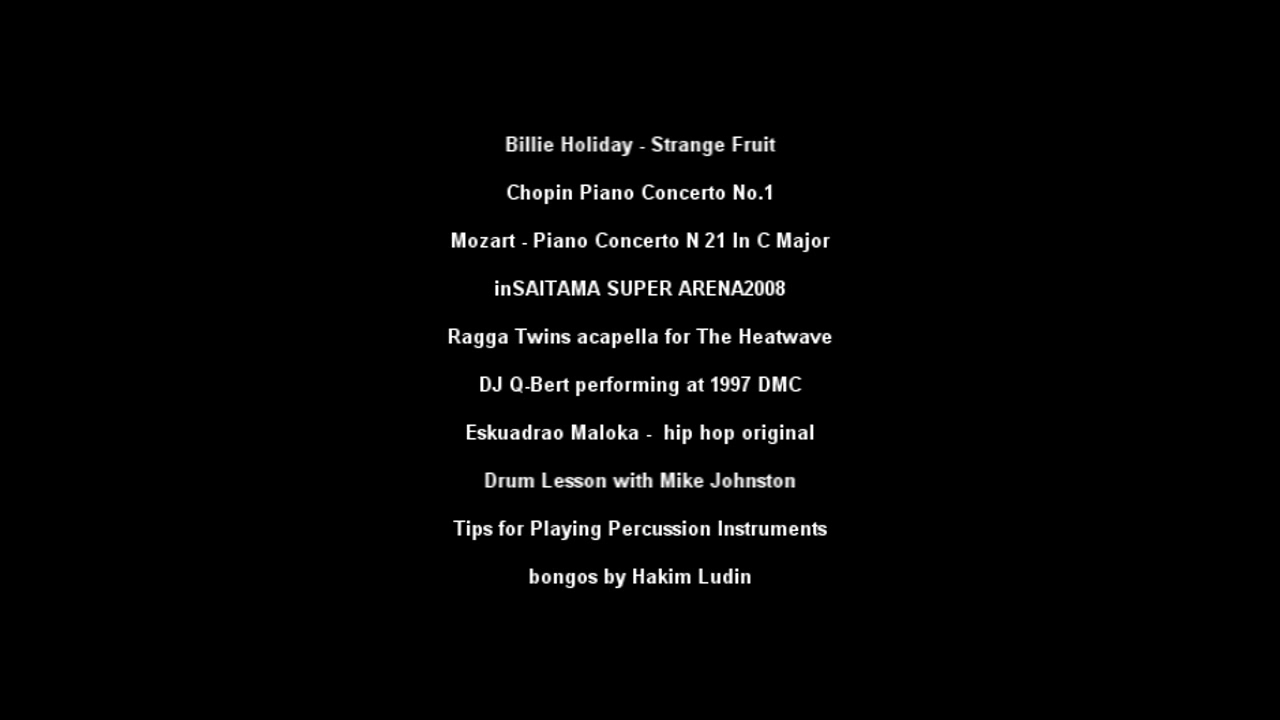 Billie Holiday - Strange Fruit
Chopin Piano Concerto No.1
Mozart - Piano Concerto N 21 In C Major
inSAITAMA SUPER ARENA2008
Ragga Twins acapella for The Heatwave
DJ Q-Bert performing at 1997 DMC
Eskuadrao Maloka -  hip hop original
Drum Lesson with Mike Johnston
Tips for Playing Percussion Instruments
bongos by Hakim Ludin